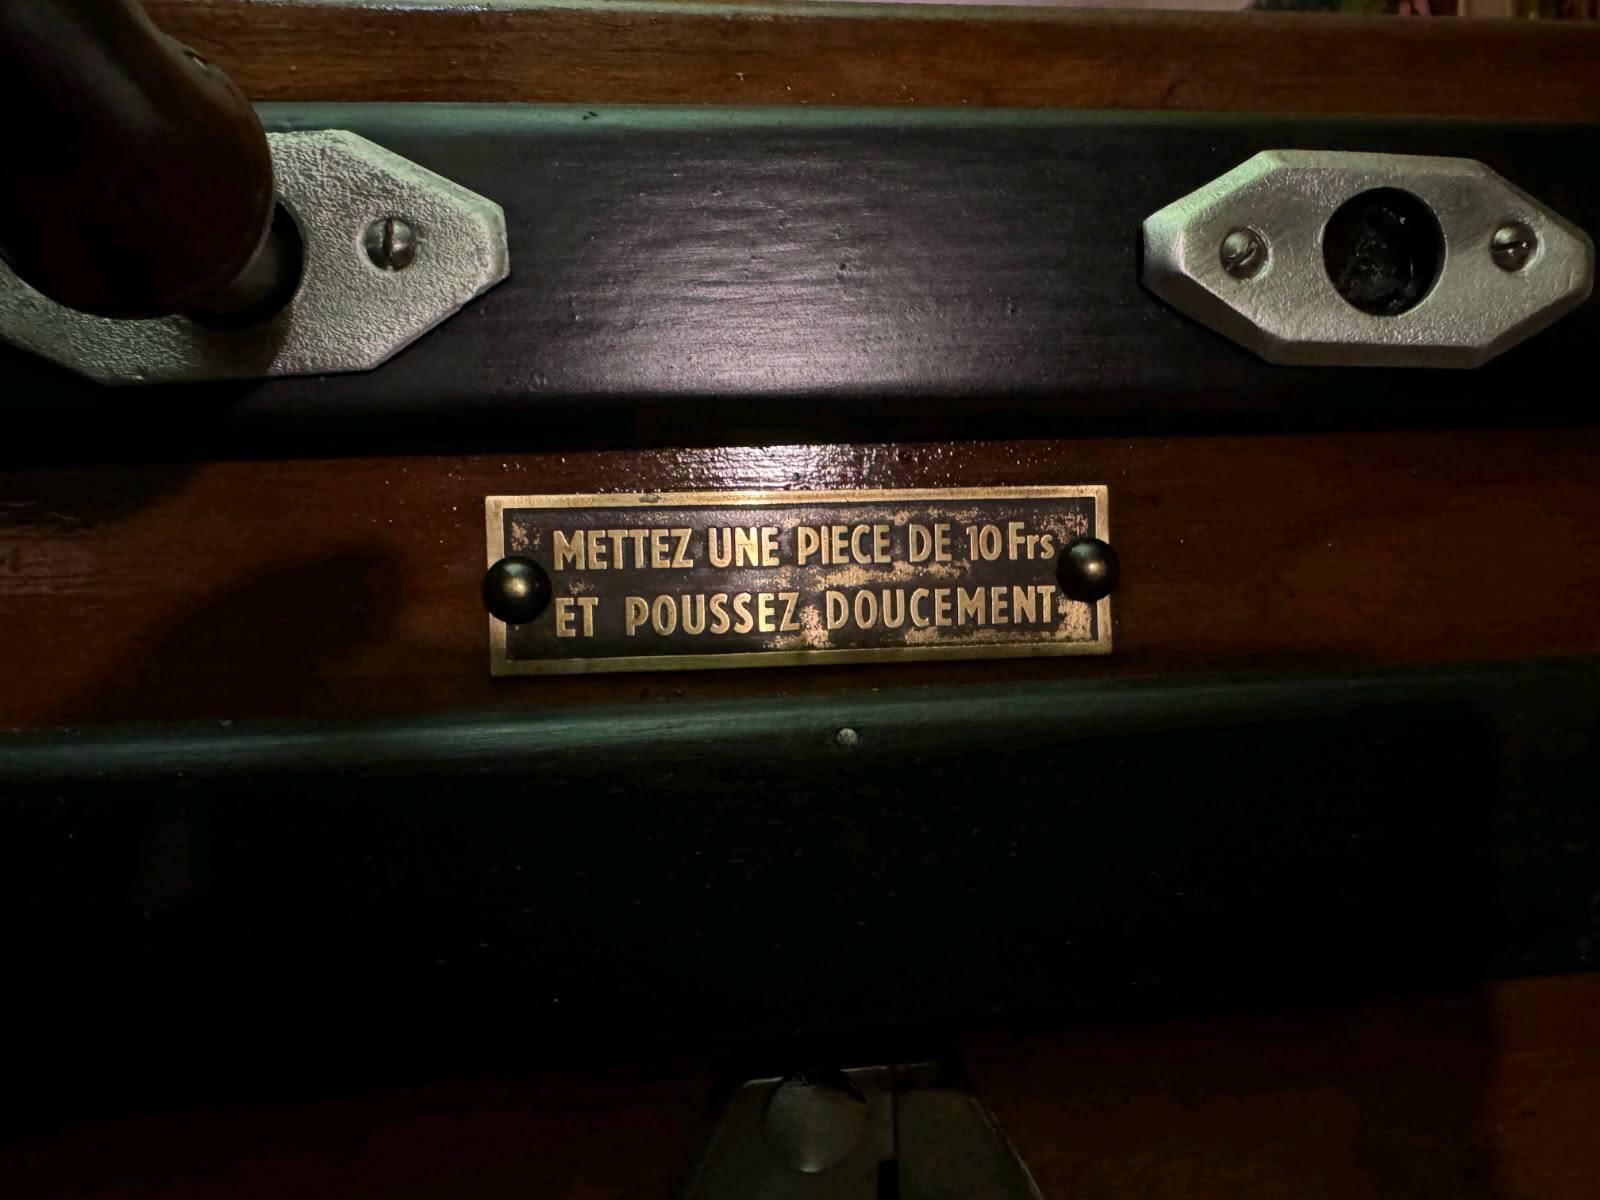 METTEZ UNE PIECE DE 10 Frs
ET POUSSEZ DOUCEMENT